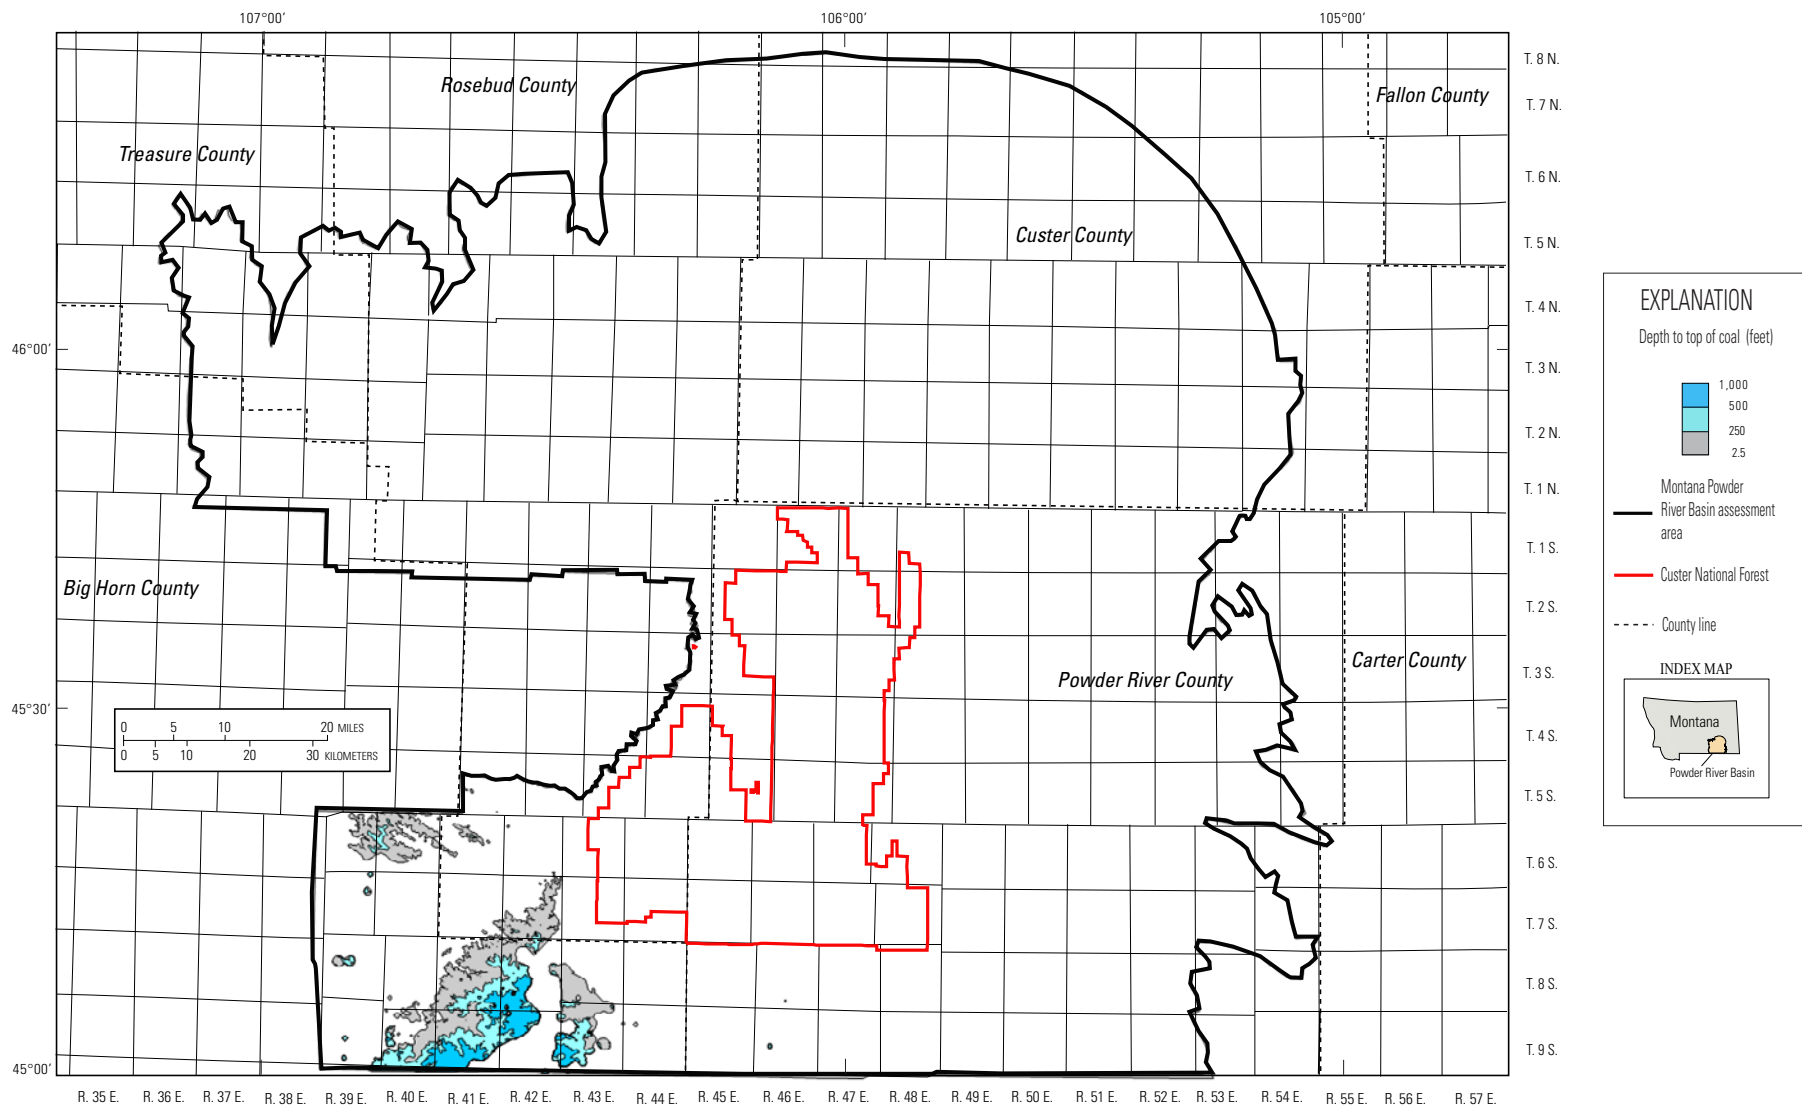 107°00′
106°00′
105°00′
T. 8 N.
Rosebud County
Fallon County
T. 7 N.
Treasure County
T. 6 N.
Custer County
T. 5 N.
T. 4 N.
46°00′
T. 3 N.
T. 2 N.
T. 1 N.
T. 1 S.
Big Horn County
T. 2 S.
Powder River County
Carter County
T. 3 S.
45°30′
0 5 10 20 MILES
0 5 10 20 30 KILOMETERS
T. 4 S.
T. 5 S.
T. 6 S.
T. 7 S.
T. 8 S.
T. 9 S.
45°00′
R. 35 E. R. 36 E. R. 37 E. R. 38 E. R. 39 E. R. 40 E. R. 41 E. R. 42 E. R. 43 E. R. 44 E. R. 45 E. R. 46 E. R. 47 E. R. 48 E. R. 49 E. R. 50 E. R. 51 E. R. 52 E. R. 53 E. R. 54 E. R. 55 E. R. 56 E. R. 57 E.
EXPLANATION
Depth to top of coal (feet)
1,000
500
250
2.5
Montana Powder
River Basin assessment
area
Custer National Forest
County line
INDEX MAP
Montana
Powder River Basin